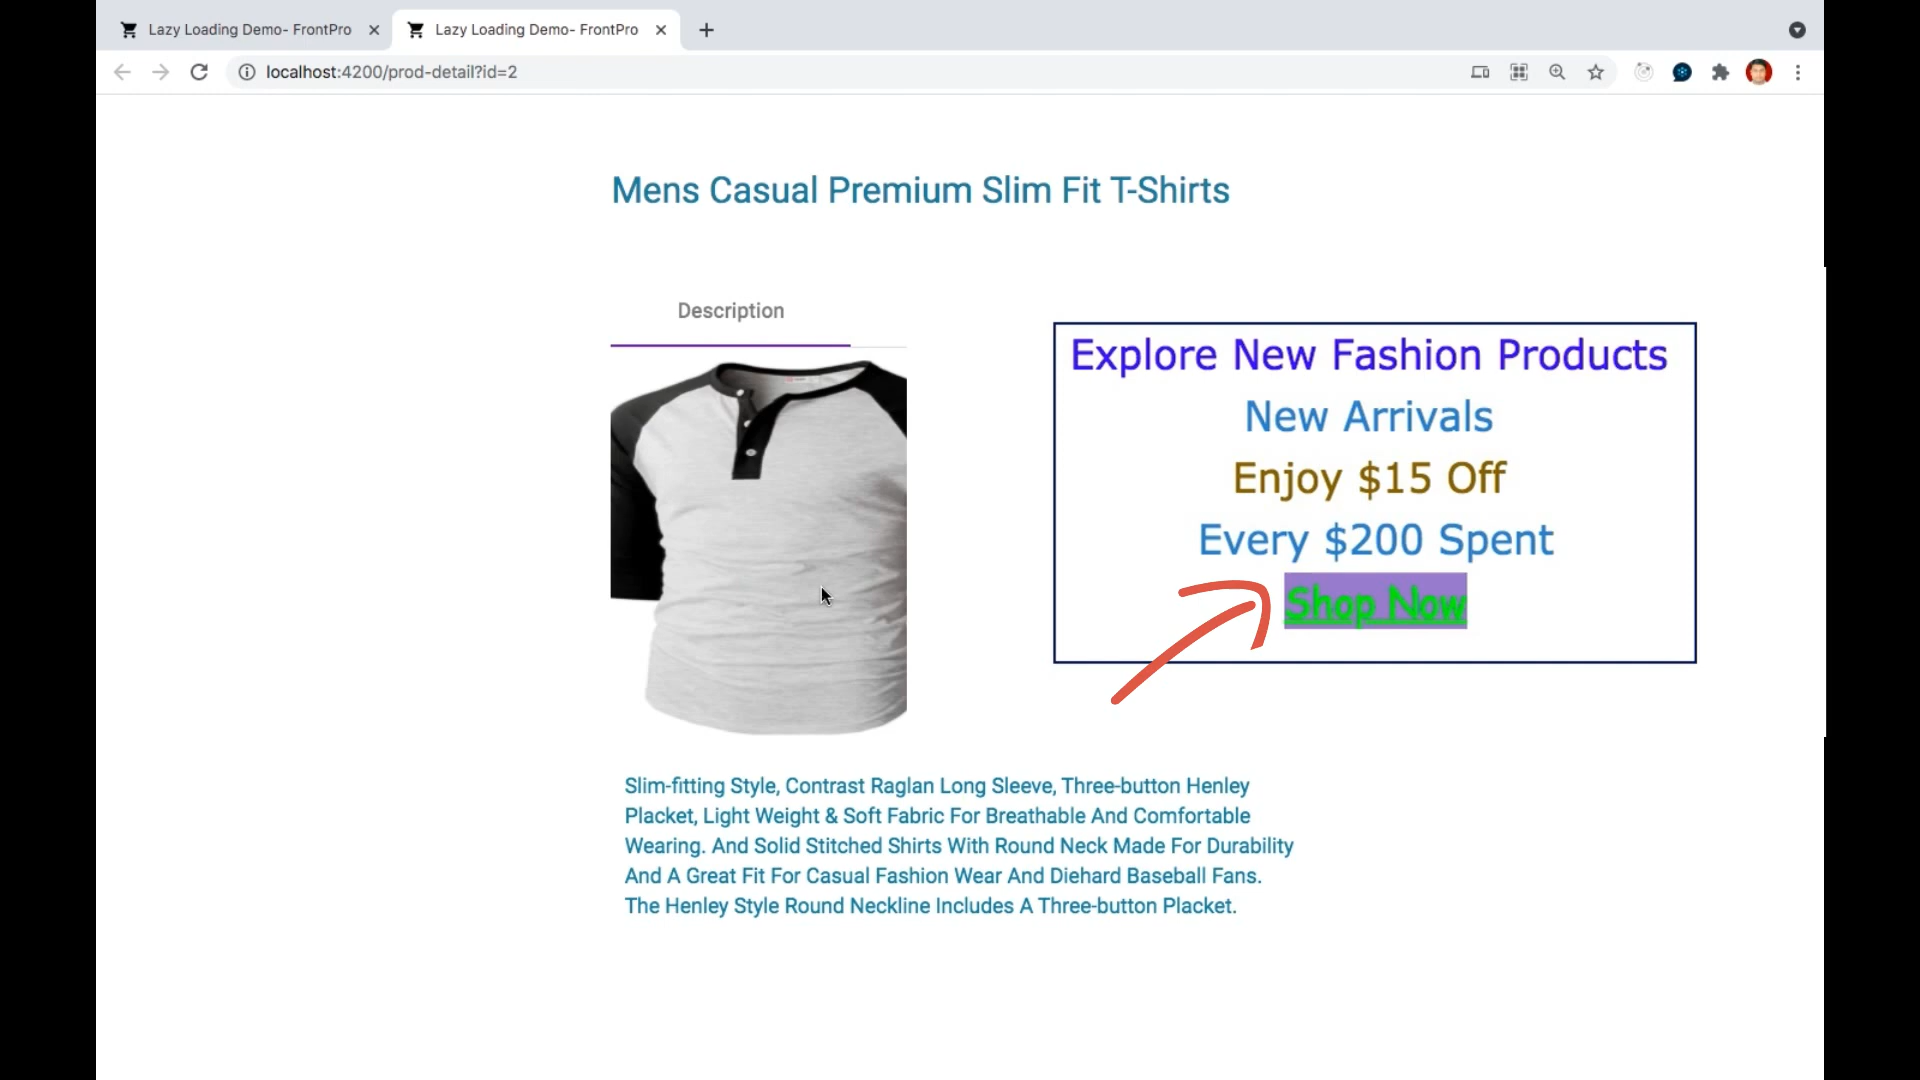 Lazy Loading Demo- FrontPro
Lazy Loading Demo- FrontPro
localhost:4200/prod-detail?id=2
Mens Casual Premium Slim Fit T-Shirts
Description
Explore New Fashion Products
New Arrivals
Enjoy $15 Off
Every $200 Spent
Shop Now
Slim-fitting Style, Contrast Raglan Long Sleeve, Three-button Henley
Placket, Light Weight & Soft Fabric For Breathable And Comfortable
Wearing. And Solid Stitched Shirts With Round Neck Made For Durability
And A Great Fit For Casual Fashion Wear And Diehard Baseball Fans.
The Henley Style Round Neckline Includes A Three-button Placket.